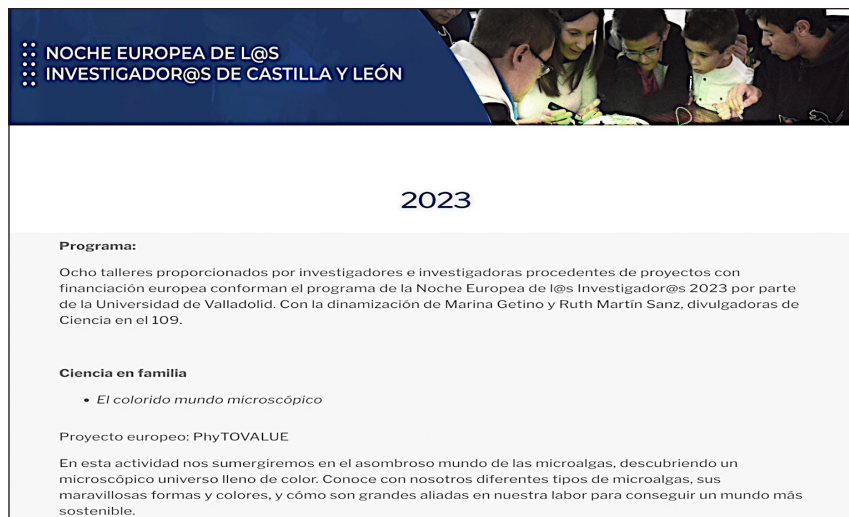 NOCHE EUROPEA DE L@S
INVESTIGADOR@S DE CASTILLA Y LEÓN
2023
Programa:
Ocho talleres proporcionados por investigadores e investigadoras procedentes de proyectos con
financiación europea conforman el programa de la Noche Europea de l@s Investigador@s 2023 por parte
de la Universidad de Valladolid. Con la dinamización de Marina Getino y Ruth Martín Sanz, divulgadoras de
Ciencia en el 109.
Ciencia en familia
• El colorido mundo microscópico
Proyecto europeo: PhyTOVALUE
En esta actividad nos sumergiremos en el asombroso mundo de las microalgas, descubriendo un
microscópico universo lleno de color. Conoce con nosotros diferentes tipos de microalgas, sus
maravillosas formas y colores, y cómo son grandes aliadas en nuestra labor para conseguir un mundo más
sostenible.